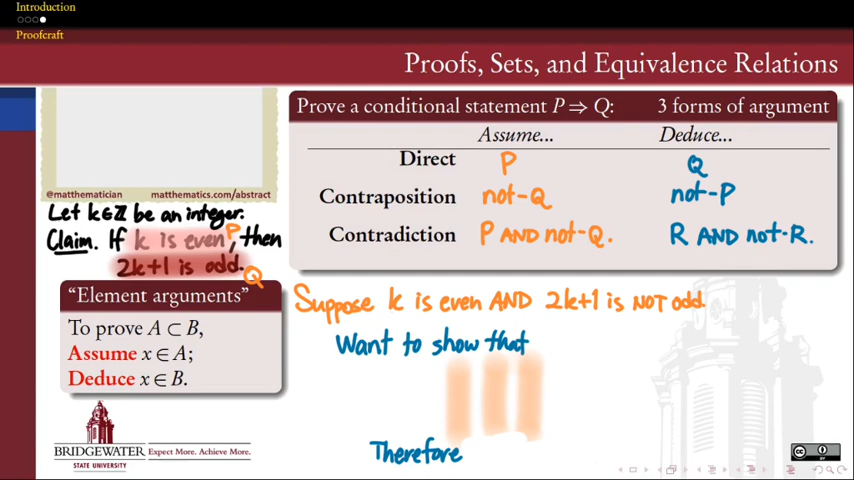 Introduction
Proofcraft
Proofs, Sets, and Equivalence Relations
@matthematician matthematics.com/abstract
Let k∈ℤ be an integer.
Claim. If k is even, then
P
2k+1 is odd.
Q
"Element arguments"
To prove A ⊂ B,
Assume x ∈ A;
Deduce x ∈ B.
Prove a conditional statement P ⇒ Q: 3 forms of argument
Assume... Deduce...
Direct P Q
Contraposition not-Q not-P
Contradiction P AND not-Q. R AND not-R.
Suppose k is even AND 2k+1 is NOT odd
Want to show that
Therefore
BRIDGEWATER
STATE UNIVERSITY
Expect More. Achieve More.
cc
BY